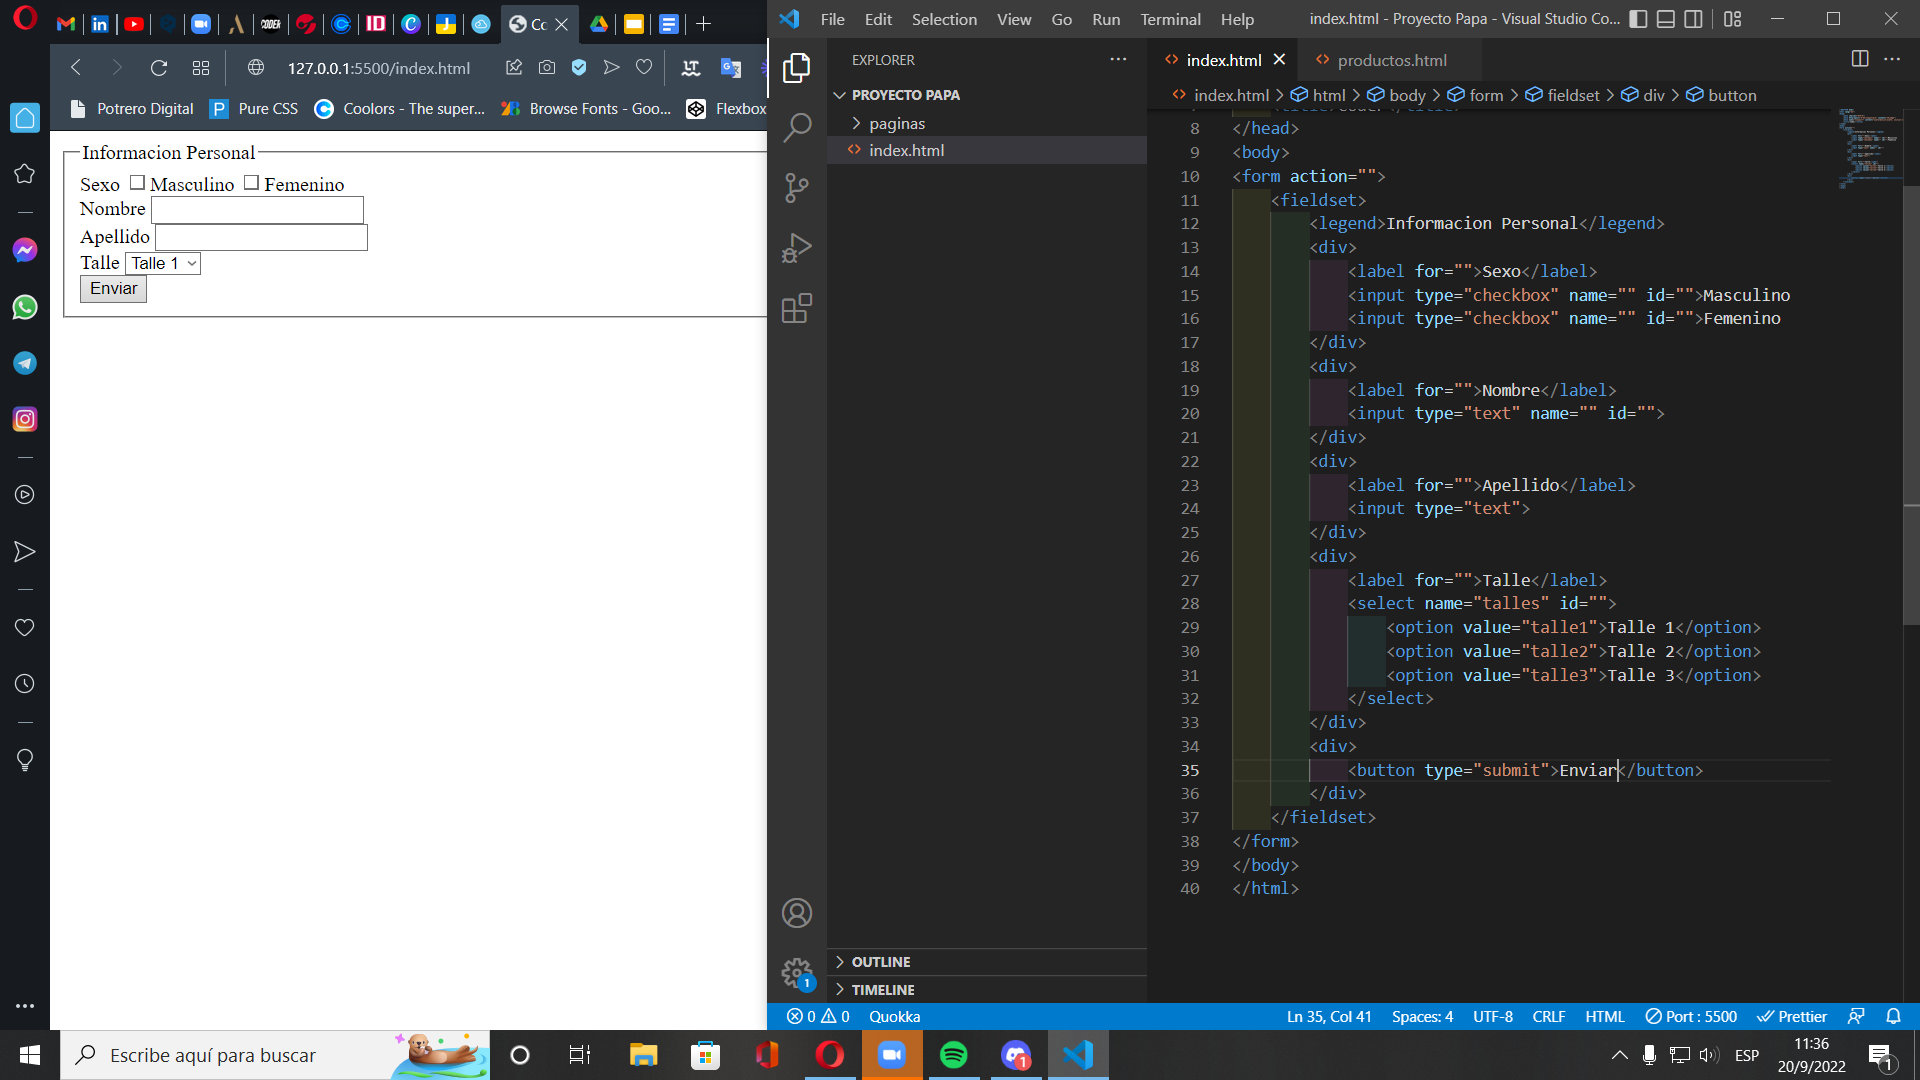 CODER
ID
Co
127.0.0.1:5500/index.html
Potrero Digital
Pure CSS
Coolors - The super...
Browse Fonts - Goo...
Flexbox
Informacion Personal
Sexo Masculino Femenino
Nombre
Apellido
Talle Talle 1
Enviar
File Edit Selection View Go Run Terminal Help
index.html - Proyecto Papa - Visual Studio Co...
EXPLORER
PROYECTO PAPA
paginas
index.html
OUTLINE
TIMELINE
index.html
productos.html
index.html > html > body > form > fieldset > div > button
8 </head>
9 <body>
10 <form action="">
11 <fieldset>
12 <legend>Informacion Personal</legend>
13 <div>
14 <label for="">Sexo</label>
15 <input type="checkbox" name="" id="">Masculino
16 <input type="checkbox" name="" id="">Femenino
17 </div>
18 <div>
19 <label for="">Nombre</label>
20 <input type="text" name="" id="">
21 </div>
22 <div>
23 <label for="">Apellido</label>
24 <input type="text">
25 </div>
26 <div>
27 <label for="">Talle</label>
28 <select name="talles" id="">
29 <option value="talle1">Talle 1</option>
30 <option value="talle2">Talle 2</option>
31 <option value="talle3">Talle 3</option>
32 </select>
33 </div>
34 <div>
35 <button type="submit">Enviar</button>
36 </div>
37 </fieldset>
38 </form>
39 </body>
40 </html>
1
0 0 Quokka
Ln 35, Col 41
Spaces: 4
UTF-8
CRLF
HTML
Port : 5500
Prettier
Escribe aquí para buscar
1
ESP
11:36
20/9/2022
1